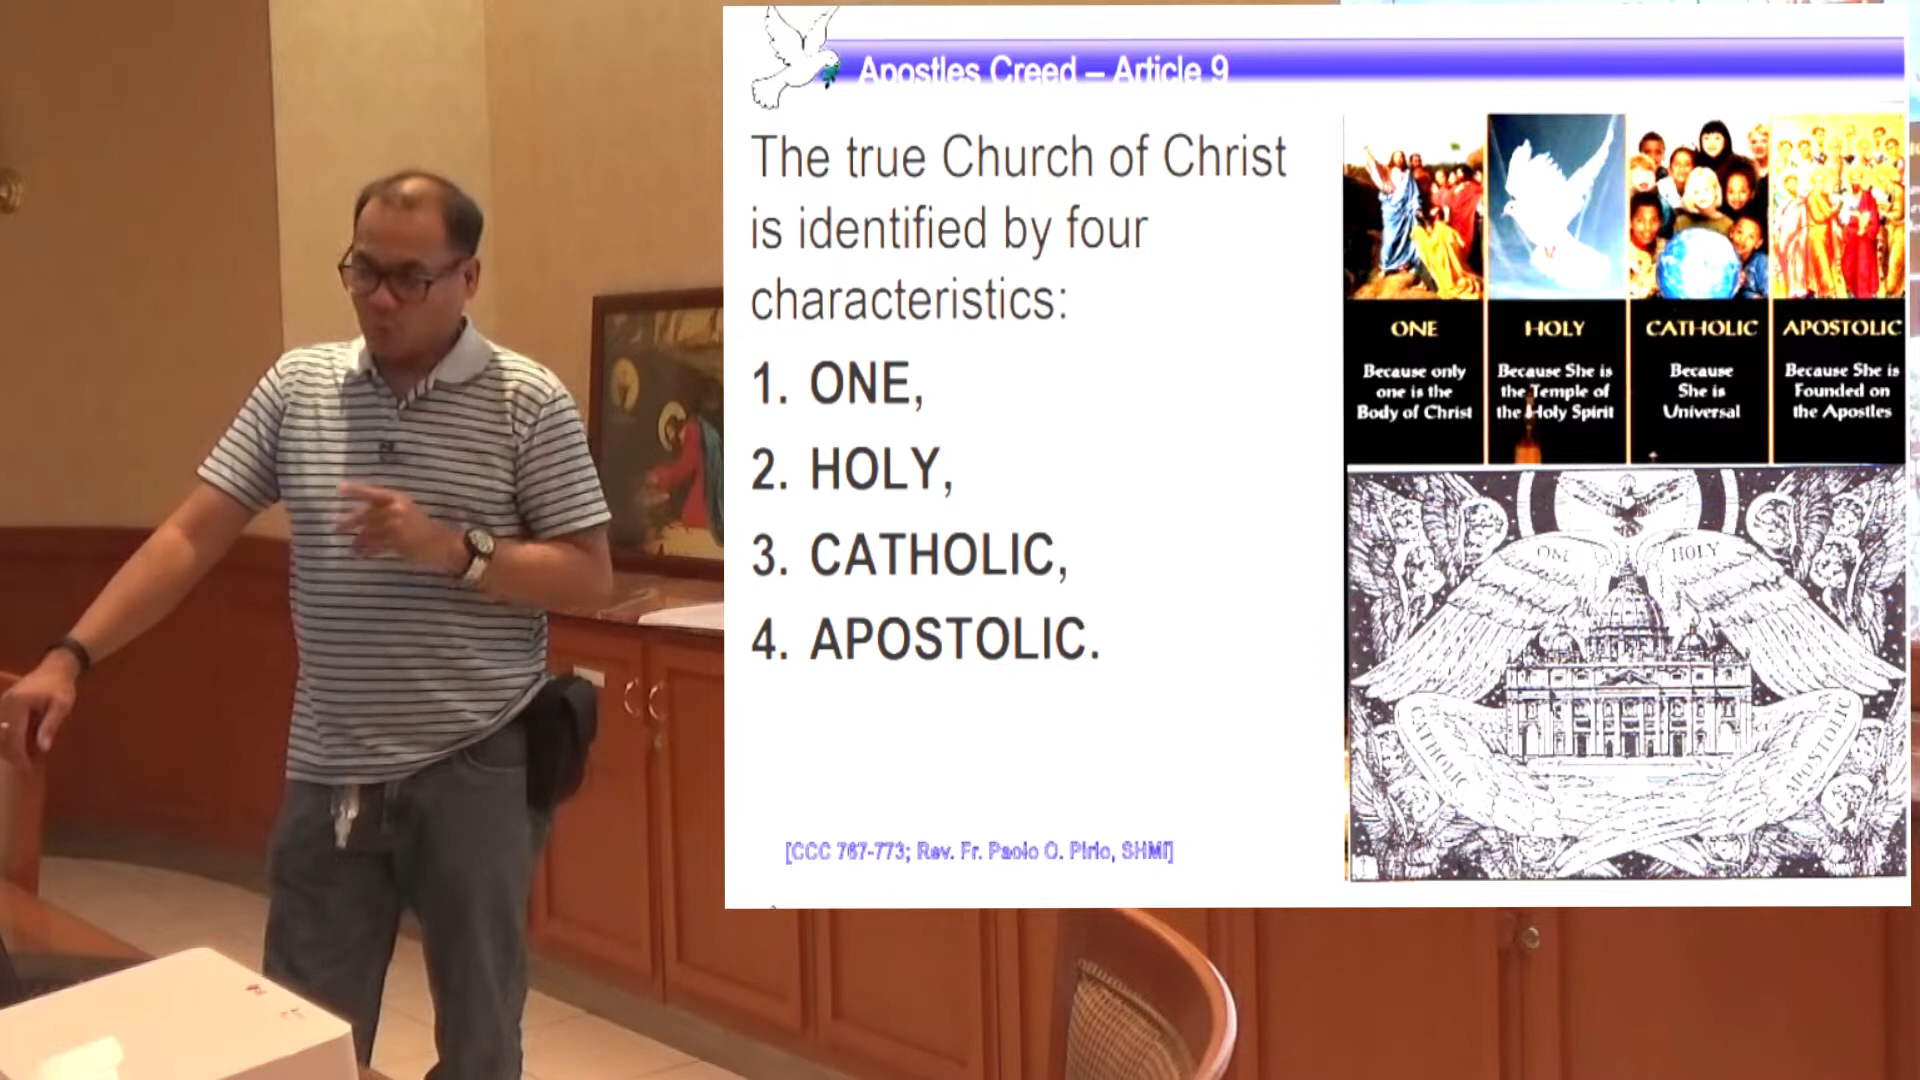 Apostles Creed – Article 9
The true Church of Christ
is identified by four
characteristics:
1. ONE,
2. HOLY,
3. CATHOLIC,
4. APOSTOLIC.
[CCC 767-773; Rev. Fr. Paolo O. Pirlo, SHMI]
ONE
Because only
one is the
Body of Christ
HOLY
Because She is
the Temple of
the Holy Spirit
CATHOLIC
Because
She is
Universal
APOSTOLIC
Because She is
Founded on
the Apostles
ONE
HOLY
CATHOLIC
APOSTOLIC